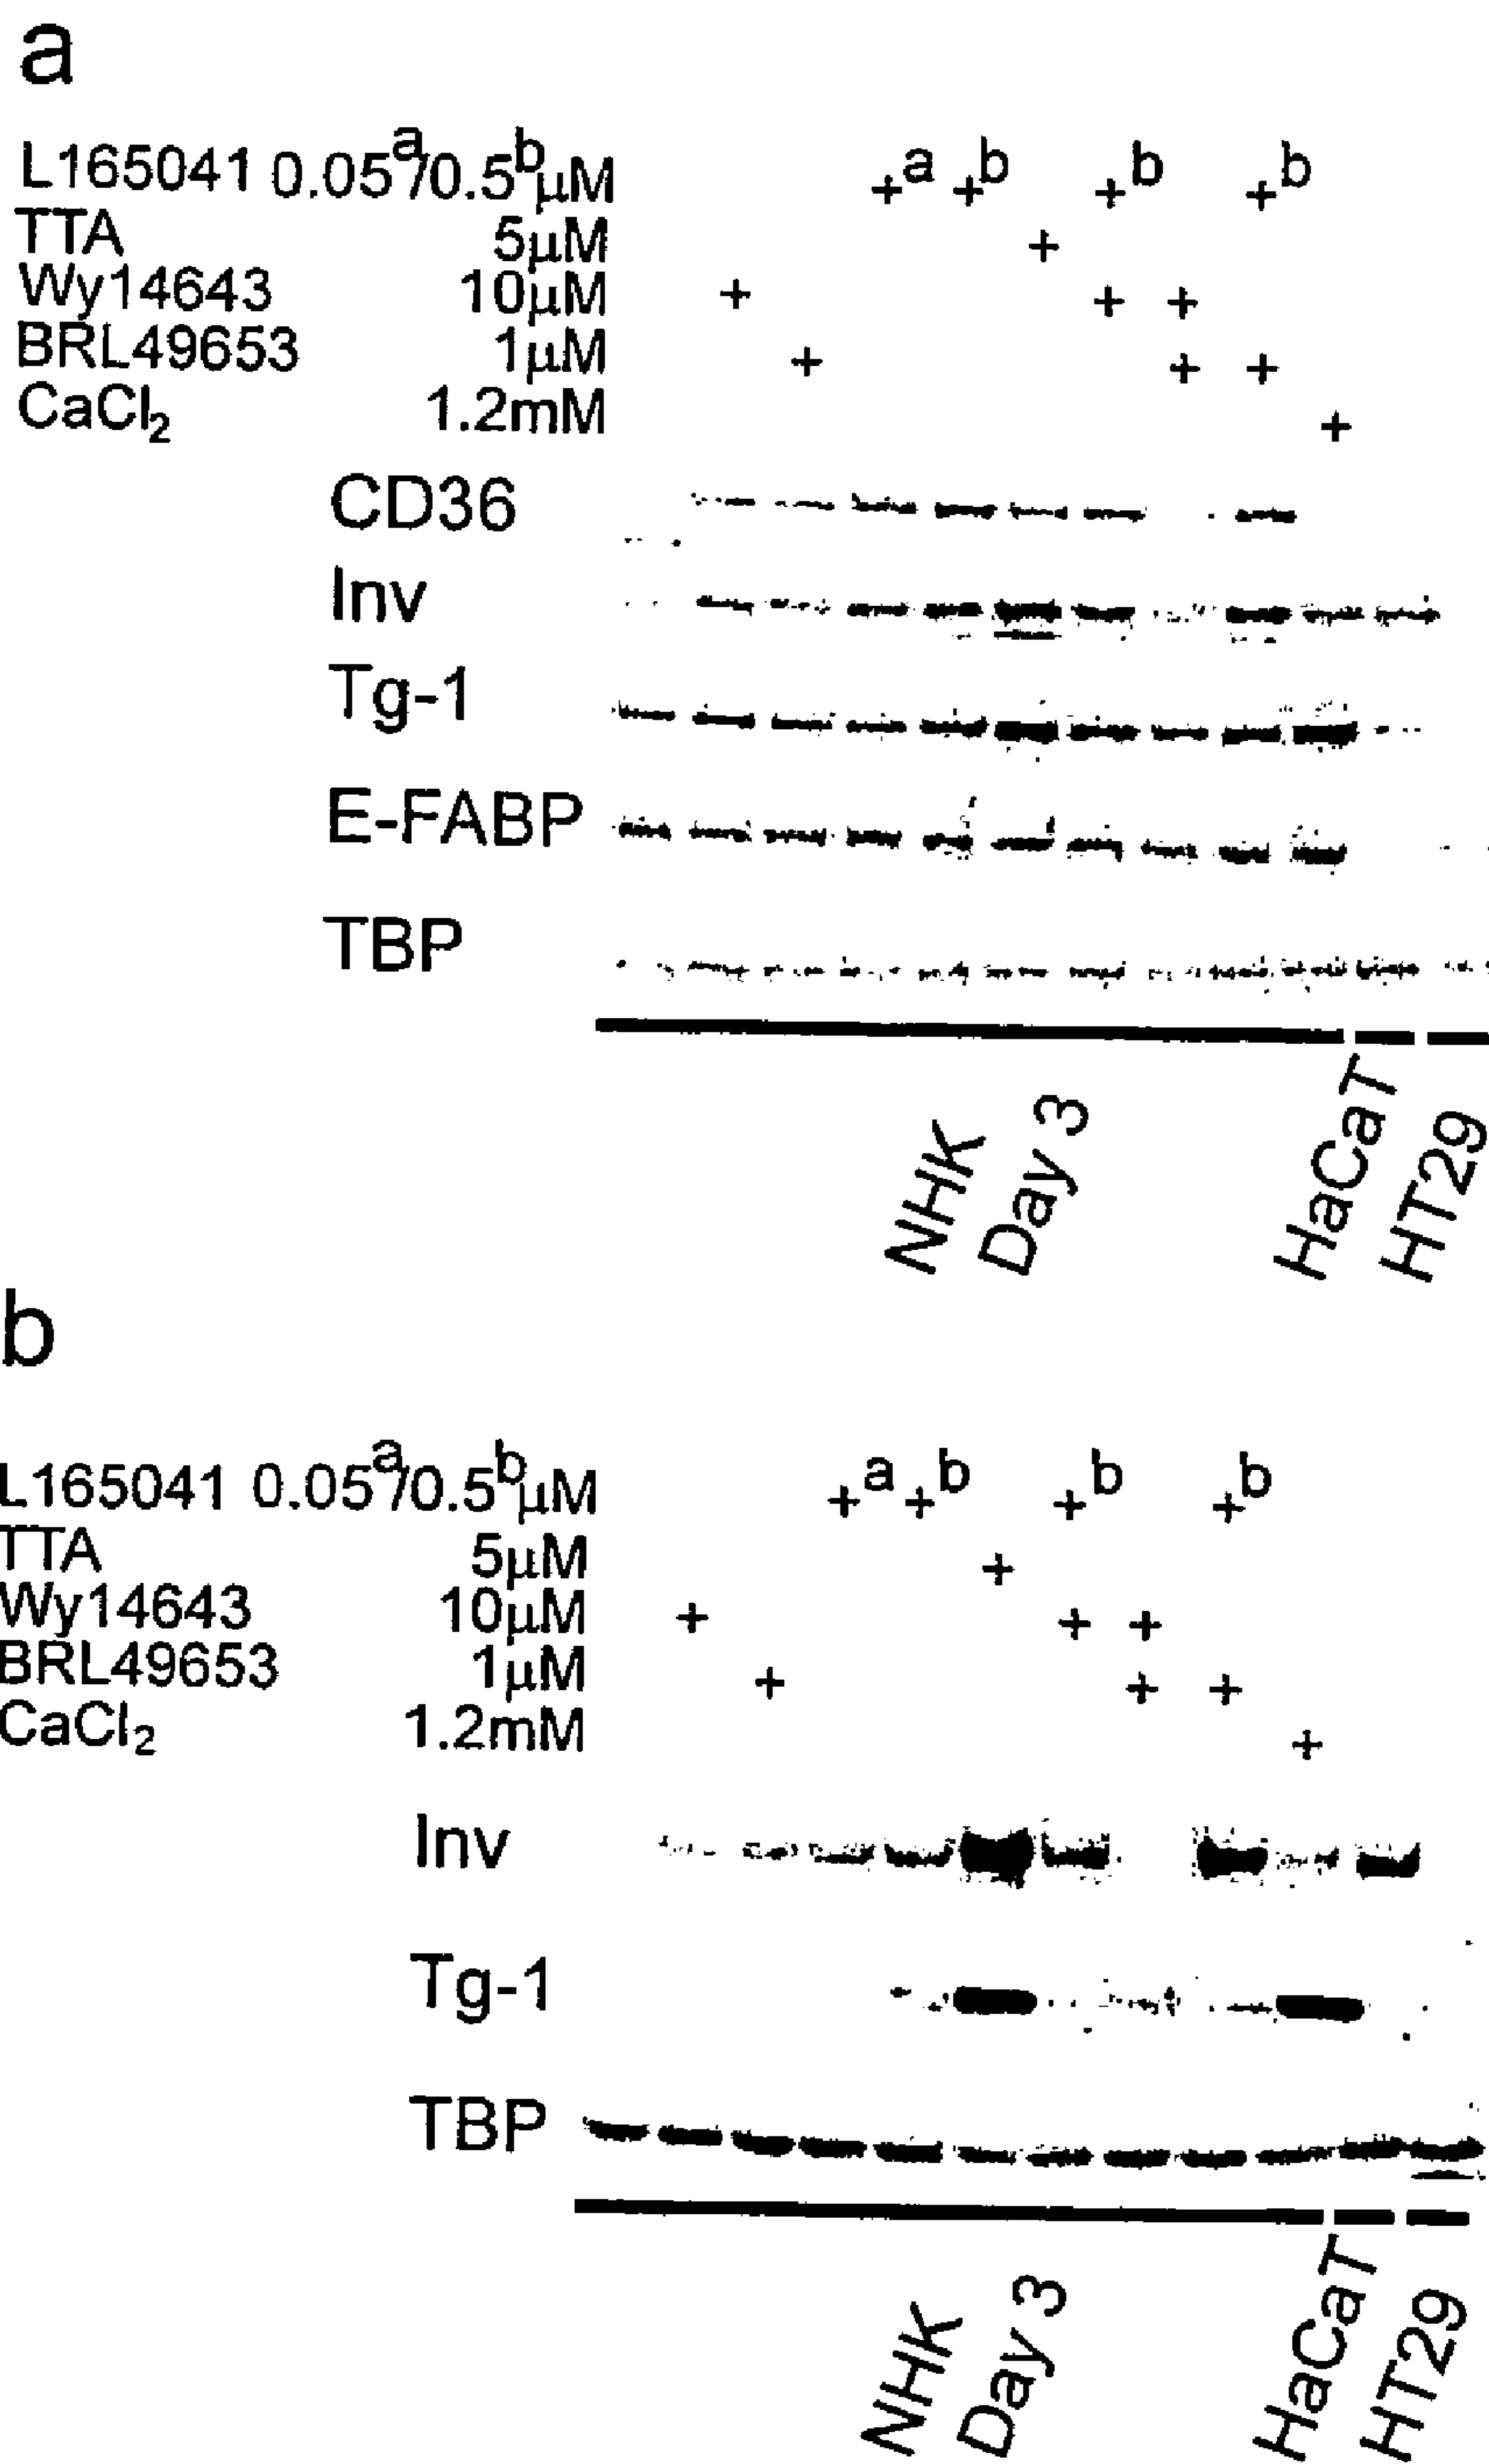 a
L165041 0.05ᵃ/0.5ᵇμM +ᵃ +ᵇ +ᵇ +ᵇ
TTA 5μM +
Wy14643 10μM + + +
BRL49653 1μM + + +
CaCl₂ 1.2mM +
CD36
Inv
Tg-1
E-FABP
TBP
NHK Day 3 HaCaT HT29
b
L165041 0.05ᵃ/0.5ᵇμM +ᵃ +ᵇ +ᵇ +ᵇ
TTA 5μM +
Wy14643 10μM + + +
BRL49653 1μM + + +
CaCl₂ 1.2mM +
Inv
Tg-1
TBP
NHK Day 3 HaCaT HT29